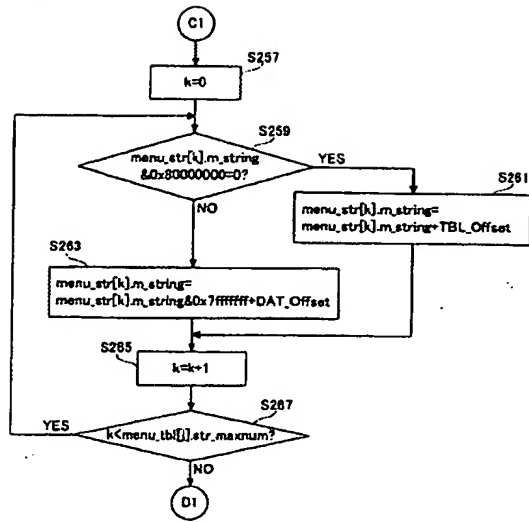 C1
S257
k=0
S259
menu_str[k].m_string
&0x80000000=0?
YES
S261
menu_str[k].m_string=
menu_str[k].m_string+TBL_Offset
NO
S263
menu_str[k].m_string=
menu_str[k].m_string&0x7fffffff+DAT_Offset
S265
k=k+1
S267
YES
k<menu_tbl[j].str_maxnum?
NO
D1